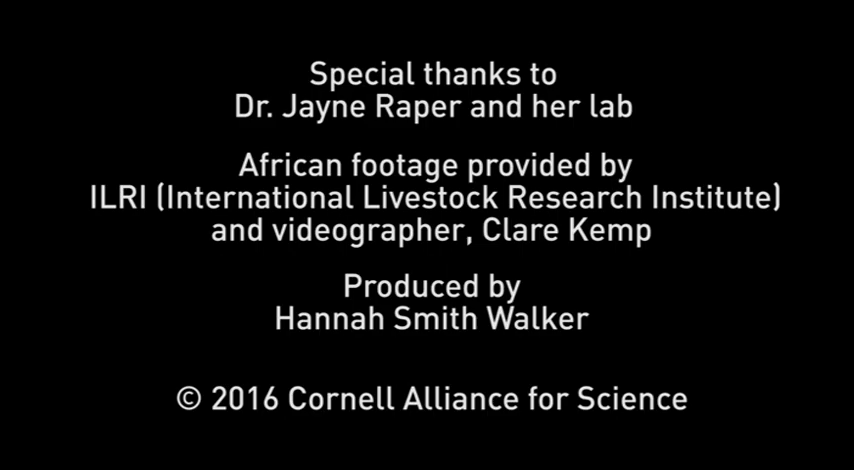 Special thanks to
Dr. Jayne Raper and her lab
African footage provided by
ILRI (International Livestock Research Institute)
and videographer, Clare Kemp
Produced by
Hannah Smith Walker
© 2016 Cornell Alliance for Science